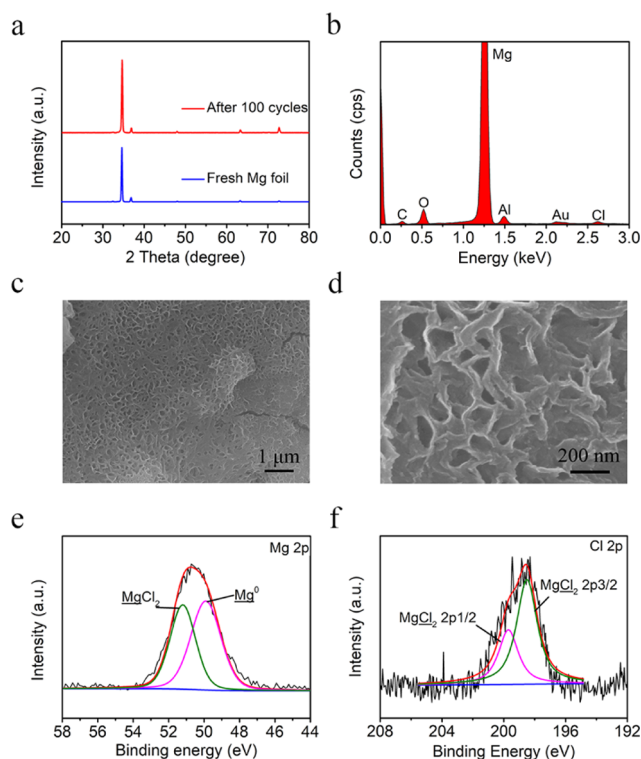 a
Intensity (a.u.)
After 100 cycles
Fresh Mg foil
20 30 40 50 60 70 80
2 Theta (degree)
b
Counts (cps)
Mg
C
O
Al
Au
Cl
0.0 0.5 1.0 1.5 2.0 2.5 3.0
Energy (keV)
c
1 μm
d
200 nm
e
Intensity (a.u.)
Mg 2p
MgCl2
Mg0
58 56 54 52 50 48 46 44
Binding energy (eV)
f
Intensity (a.u.)
Cl 2p
MgCl2 2p3/2
MgCl2 2p1/2
208 204 200 196 192
Binding Energy (eV)